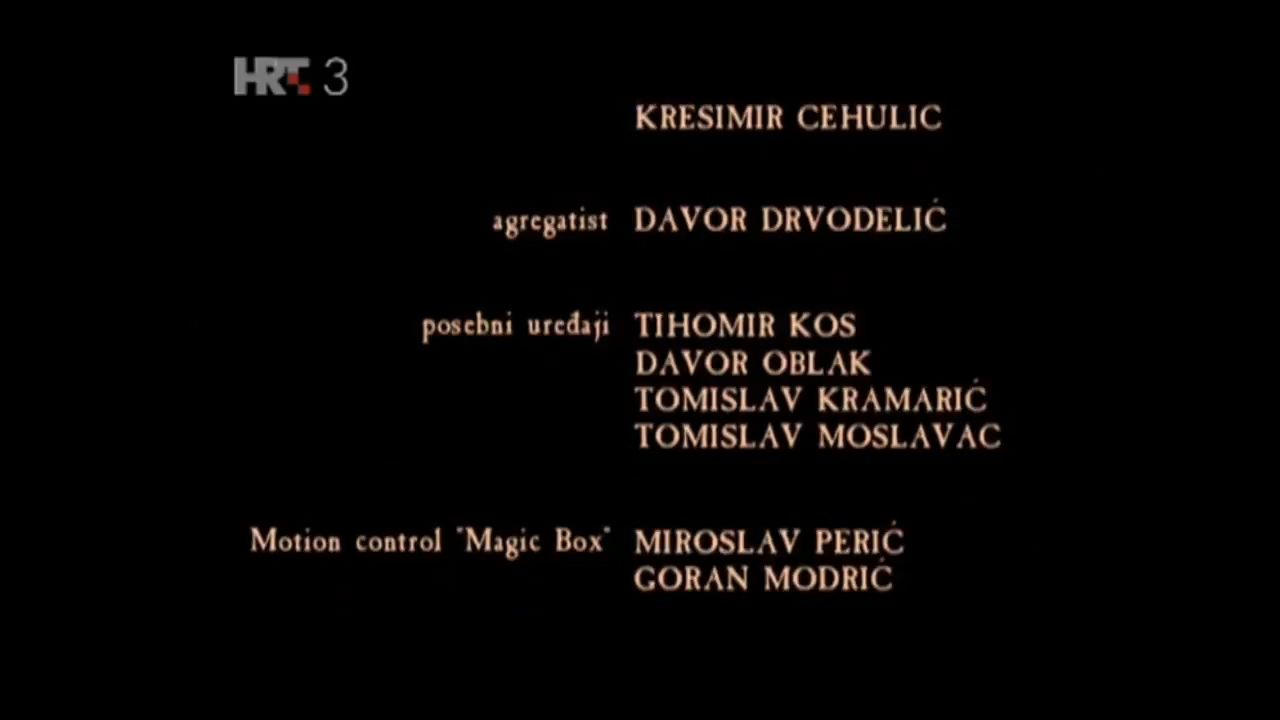 HRT 3
KRESIMIR CEHULIC
agregatist DAVOR DRVODELIĆ
posebni uređaji TIHOMIR KOS
DAVOR OBLAK
TOMISLAV KRAMARIĆ
TOMISLAV MOSLAVAC
Motion control "Magic Box" MIROSLAV PERIĆ
GORAN MODRIĆ